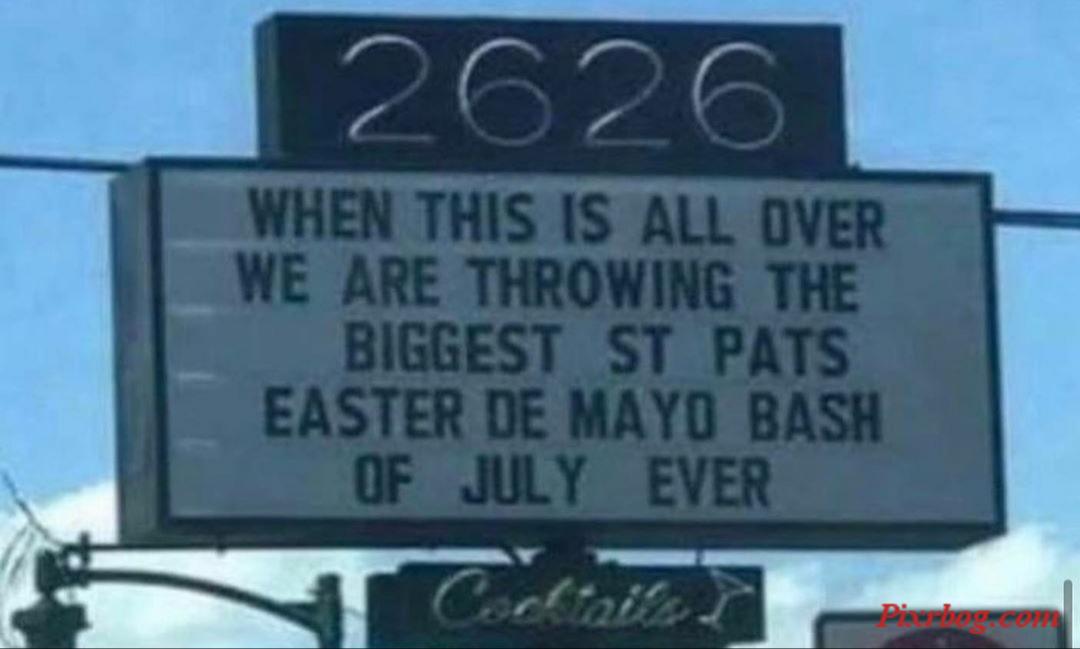 2626
WHEN THIS IS ALL OVER
WE ARE THROWING THE
BIGGEST ST PATS
EASTER DE MAYO BASH
OF JULY EVER
Cocktails
Pixrbog.com